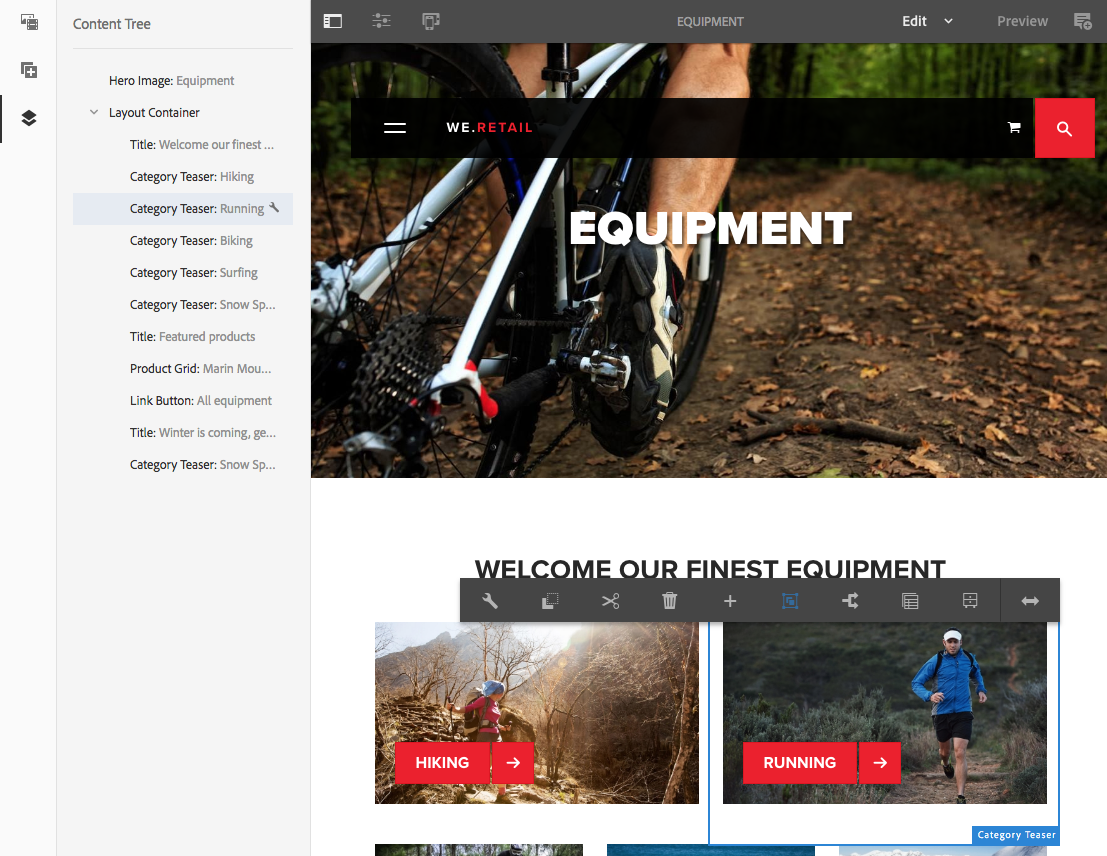 Content Tree
EQUIPMENT
Edit
Preview
Hero Image: Equipment
Layout Container
Title: Welcome our finest ...
Category Teaser: Hiking
Category Teaser: Running
Category Teaser: Biking
Category Teaser: Surfing
Category Teaser: Snow Sp...
Title: Featured products
Product Grid: Marin Mou...
Link Button: All equipment
Title: Winter is coming, ge...
Category Teaser: Snow Sp...
WE.RETAIL
EQUIPMENT
WELCOME OUR FINEST EQUIPMENT
HIKING
RUNNING
Category Teaser